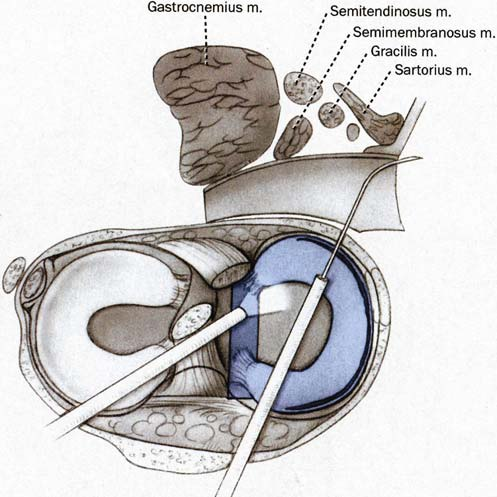 Gastrocnemius m.
Semitendinosus m.
Semimembranosus m.
Gracilis m.
Sartorius m.